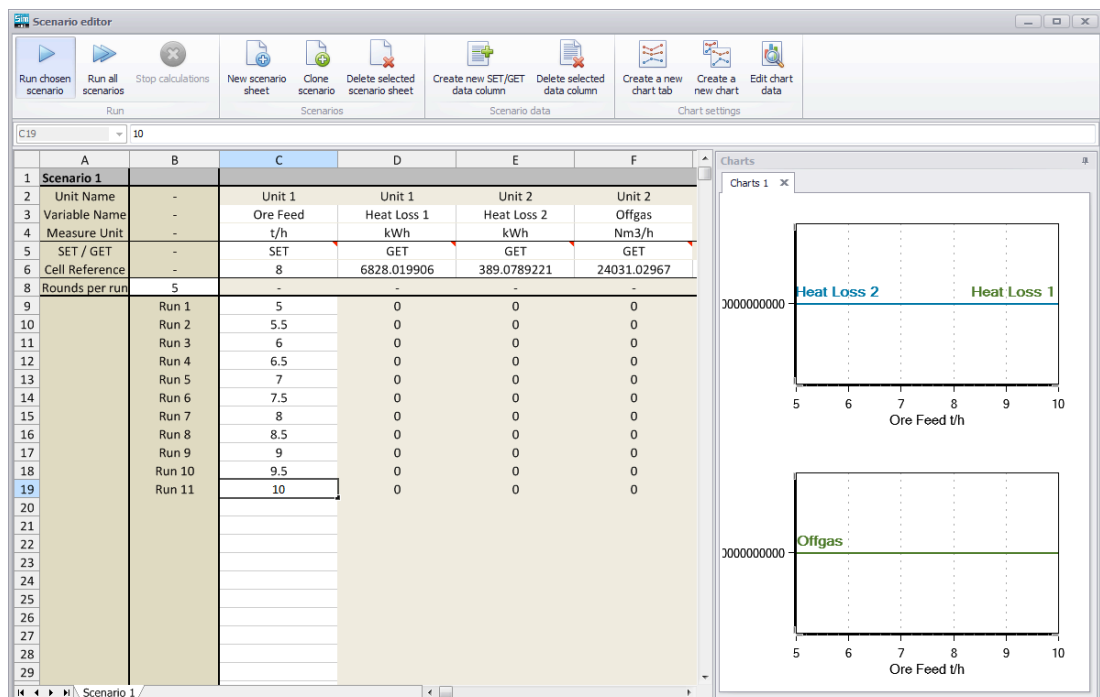 Sim Scenario editor
Run chosen scenario Run all scenarios Stop calculations New scenario sheet Clone scenario Delete selected scenario sheet Create new SET/GET data column Delete selected data column Create a new chart tab Create a new chart Edit chart data
Run Scenarios Scenario data Chart settings
C19 10
A B C D E F
1 Scenario 1
2 Unit Name - Unit 1 Unit 1 Unit 2 Unit 2
3 Variable Name - Ore Feed Heat Loss 1 Heat Loss 2 Offgas
4 Measure Unit - t/h kWh kWh Nm3/h
5 SET / GET - SET GET GET GET
6 Cell Reference - 8 6828.019906 389.0789221 24031.02967
8 Rounds per run 5 - - - -
9 Run 1 5 0 0 0
10 Run 2 5.5 0 0 0
11 Run 3 6 0 0 0
12 Run 4 6.5 0 0 0
13 Run 5 7 0 0 0
14 Run 6 7.5 0 0 0
15 Run 7 8 0 0 0
16 Run 8 8.5 0 0 0
17 Run 9 9 0 0 0
18 Run 10 9.5 0 0 0
19 Run 11 10 0 0 0
20
21
22
23
24
25
26
27
28
29
Scenario 1
Charts
Charts 1
Heat Loss 2 Heat Loss 1
0000000000
5 6 7 8 9 10
Ore Feed t/h
Offgas
0000000000
5 6 7 8 9 10
Ore Feed t/h